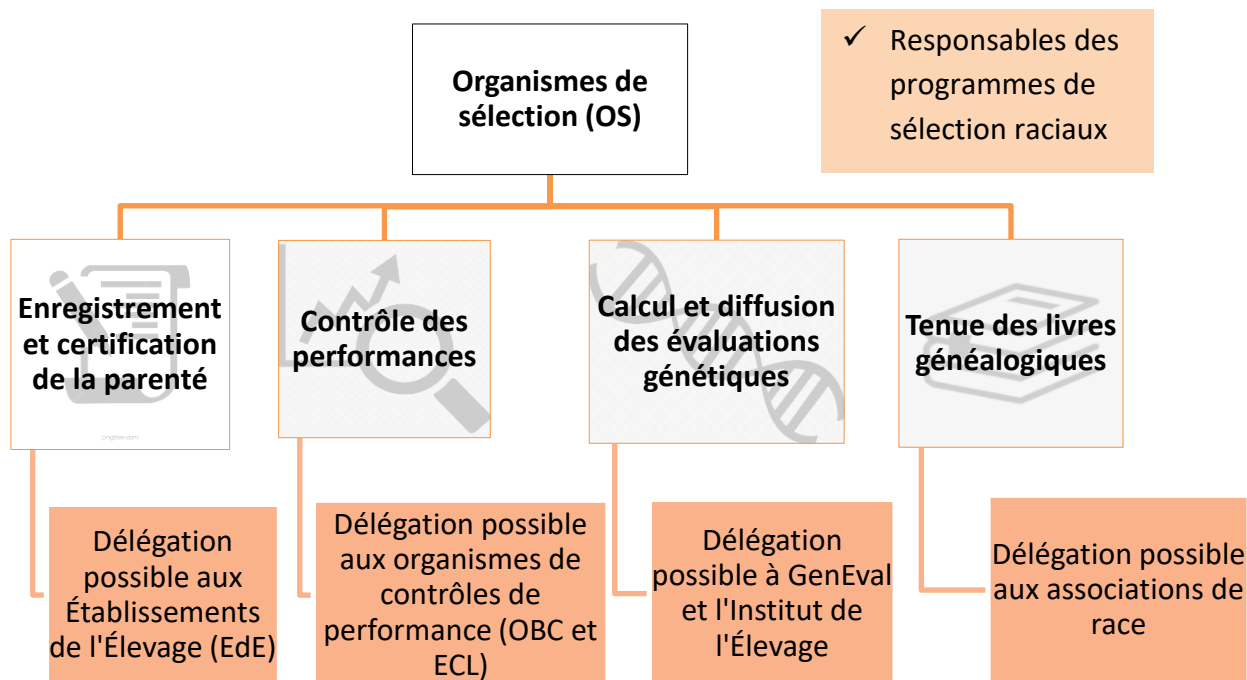 Organismes de
sélection (OS)
✓ Responsables des
programmes de
sélection raciaux
Enregistrement
et certification
de la parenté
pngtree.com
Contrôle des
performances
Calcul et diffusion
des évaluations
génétiques
Tenue des livres
généalogiques
Délégation
possible aux
Établissements
de l'Élevage (EdE)
Délégation possible
aux organismes de
contrôles de
performance (OBC et
ECL)
Délégation
possible à GenEval
et l'Institut de
l'Élevage
Délégation possible
aux associations de
race